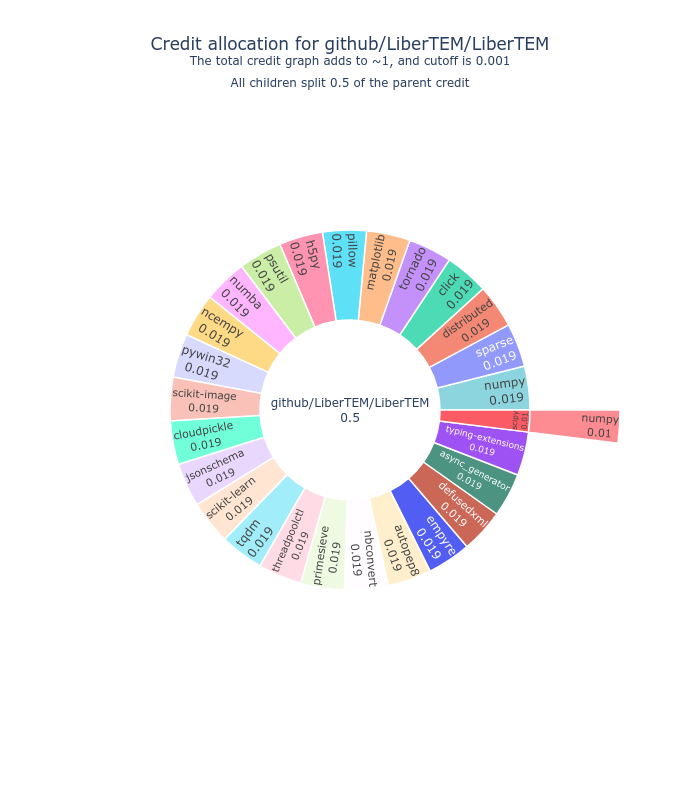 Credit allocation for github/LiberTEM/LiberTEM
The total credit graph adds to ~1, and cutoff is 0.001
All children split 0.5 of the parent credit
github/LiberTEM/LiberTEM
0.5
numpy
0.019
sparse
0.019
distributed
0.019
click
0.019
tornado
0.019
matplotlib
0.019
pillow
0.019
h5py
0.019
psutil
0.019
numba
0.019
ncempy
0.019
pywin32
0.019
scikit-image
0.019
cloudpickle
0.019
jsonschema
0.019
scikit-learn
0.019
tqdm
0.019
threadpoolctl
0.019
primesieve
0.019
nbconvert
0.019
autopep8
0.019
empyre
0.019
defusedxml
0.019
async_generator
0.019
typing-extensions
0.019
scipy
0.01
numpy
0.01